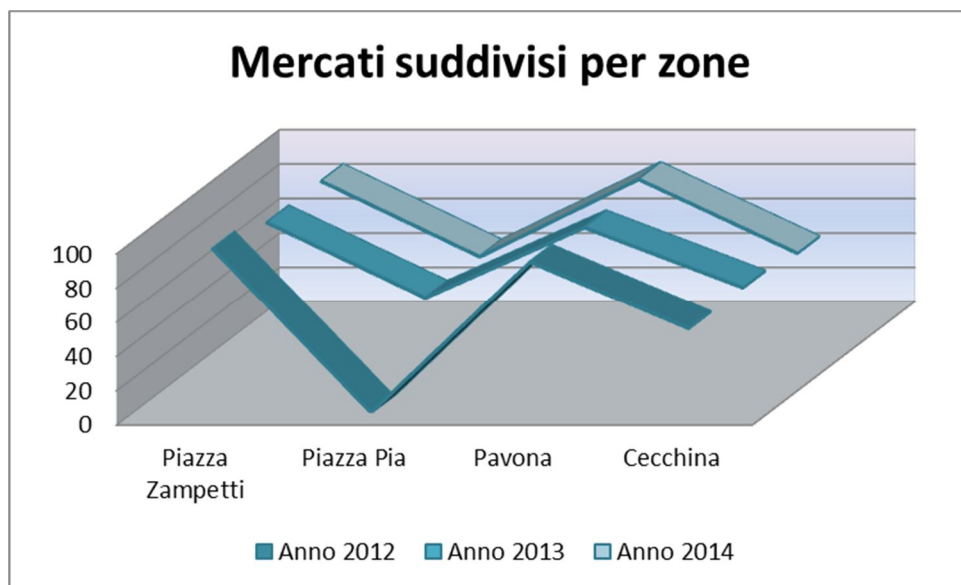 Mercati suddivisi per zone
100
80
60
40
20
0
Piazza
Zampetti
Piazza Pia
Pavona
Cecchina
Anno 2012
Anno 2013
Anno 2014